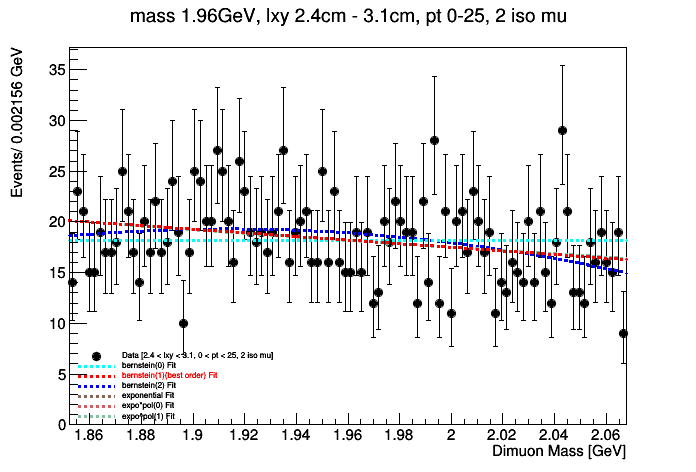 mass 1.96GeV, lxy 2.4cm - 3.1cm, pt 0-25, 2 iso mu
Events/ 0.002156 GeV
35
30
25
20
15
10
5
0
Data [2.4 < lxy < 3.1, 0 < pt < 25, 2 iso mu]
bernstein(0) Fit
bernstein(1)(best order) Fit
bernstein(2) Fit
exponential Fit
expo*pol(0) Fit
expo*pol(1) Fit
1.86 1.88 1.9 1.92 1.94 1.96 1.98 2 2.02 2.04 2.06
Dimuon Mass [GeV]